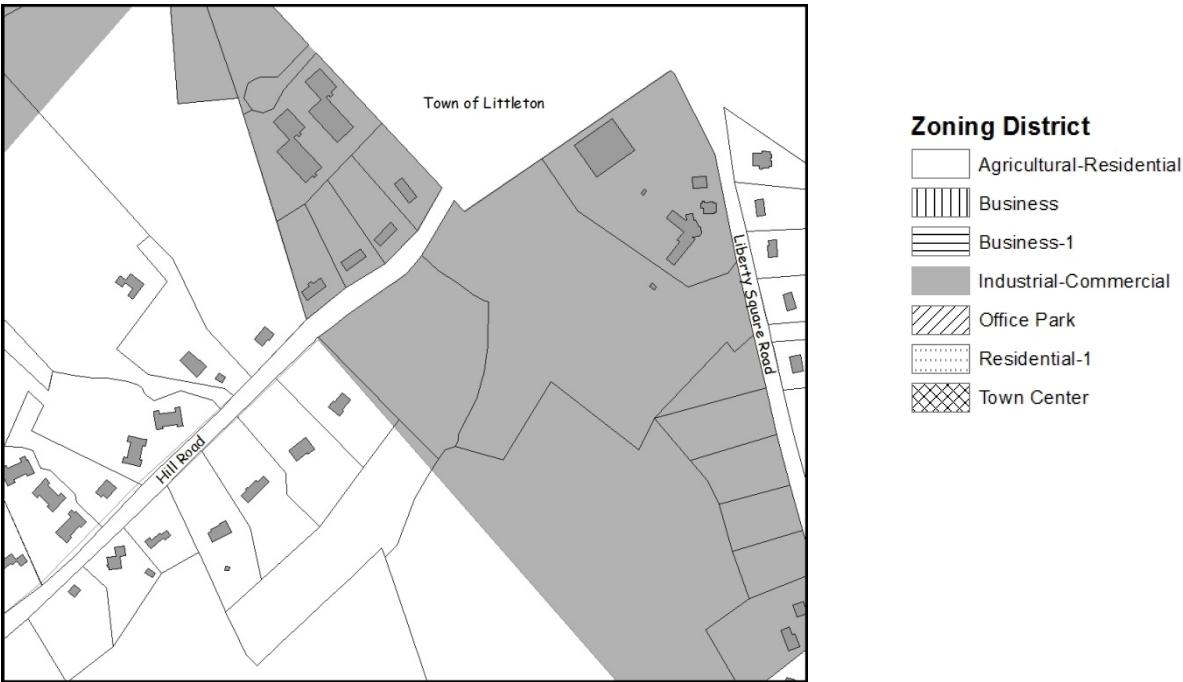 Town of Littleton
Liberty Square Road
Hill Road
Zoning District
Agricultural-Residential
Business
Business-1
Industrial-Commercial
Office Park
Residential-1
Town Center